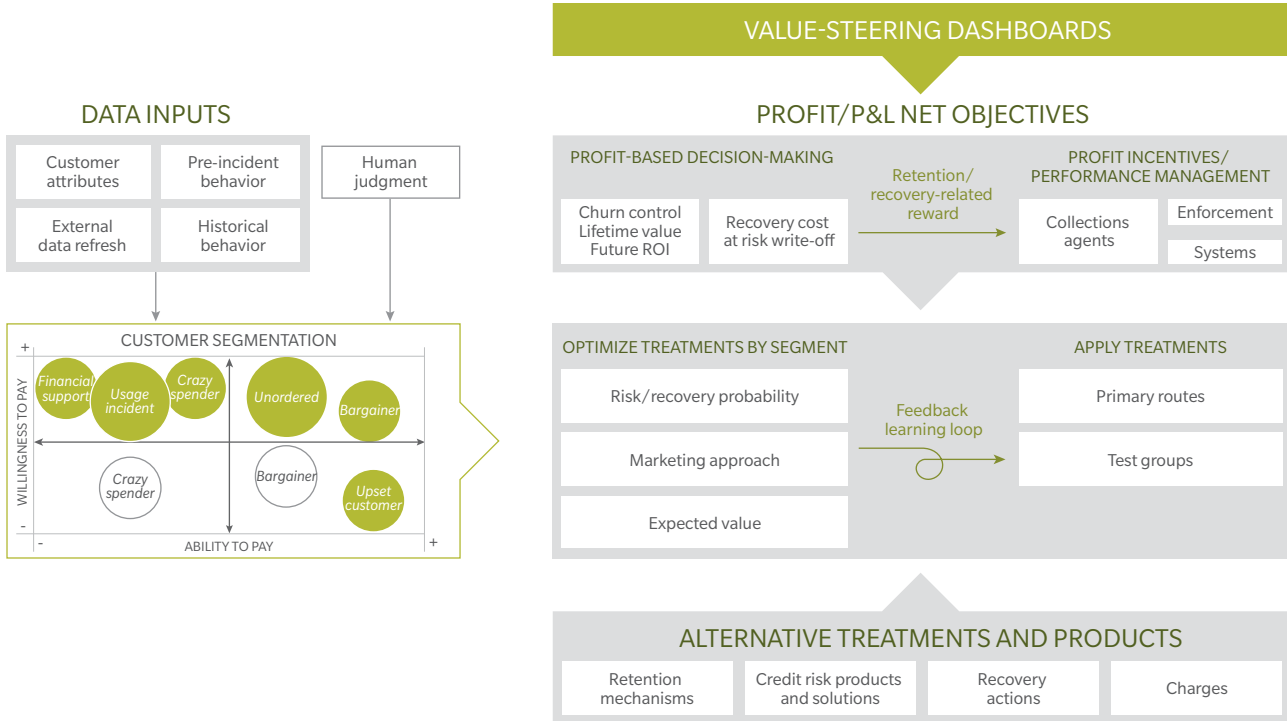 VALUE-STEERING DASHBOARDS
DATA INPUTS
Customer
attributes
Pre-incident
behavior
External
data refresh
Historical
behavior
Human
judgment
CUSTOMER SEGMENTATION
+
WILLINGNESS TO PAY
-
Financial
support
Usage
incident
Crazy
spender
Unordered
Bargainer
Crazy
spender
Bargainer
Upset
customer
-
ABILITY TO PAY
+
PROFIT/P&L NET OBJECTIVES
PROFIT-BASED DECISION-MAKING
Churn control
Lifetime value
Future ROI
Recovery cost
at risk write-off
Retention/
recovery-related
reward
PROFIT INCENTIVES/
PERFORMANCE MANAGEMENT
Collections
agents
Enforcement
Systems
OPTIMIZE TREATMENTS BY SEGMENT
Risk/recovery probability
Marketing approach
Expected value
Feedback
learning loop
APPLY TREATMENTS
Primary routes
Test groups
ALTERNATIVE TREATMENTS AND PRODUCTS
Retention
mechanisms
Credit risk products
and solutions
Recovery
actions
Charges